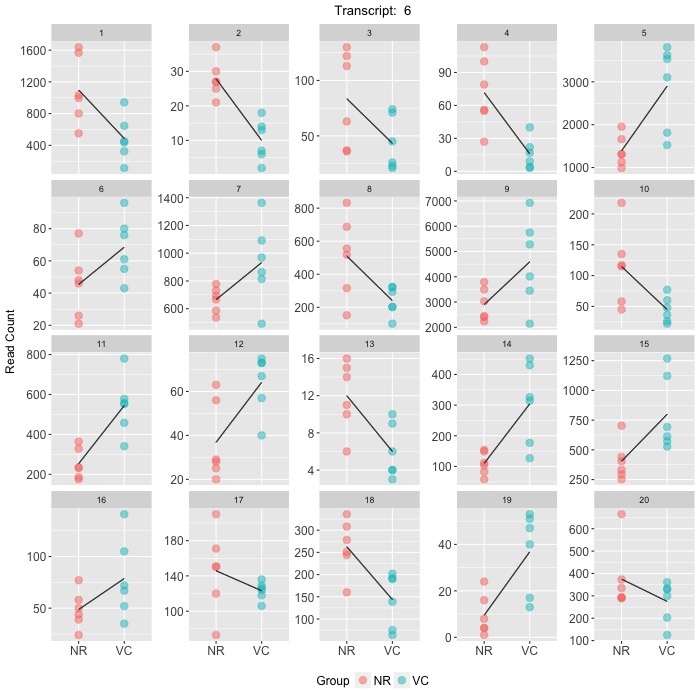 Transcript: 6
1 2 3 4 5
1600 1200 800 400
30 20 10
100 50
90 60 30 0
3000 2000 1000
6 7 8 9 10
80 60 40 20
1400 1200 1000 800 600
800 600 400 200
7000 6000 5000 4000 3000 2000
200 150 100 50
Read Count
11 12 13 14 15
800 600 400 200
60 40 20
16 12 8 4
400 300 200 100
1250 1000 750 500 250
16 17 18 19 20
100 50
180 140 100
300 250 200 150 100
40 20 0
600 500 400 300 200 100
NR VC NR VC NR VC NR VC NR VC
Group NR VC